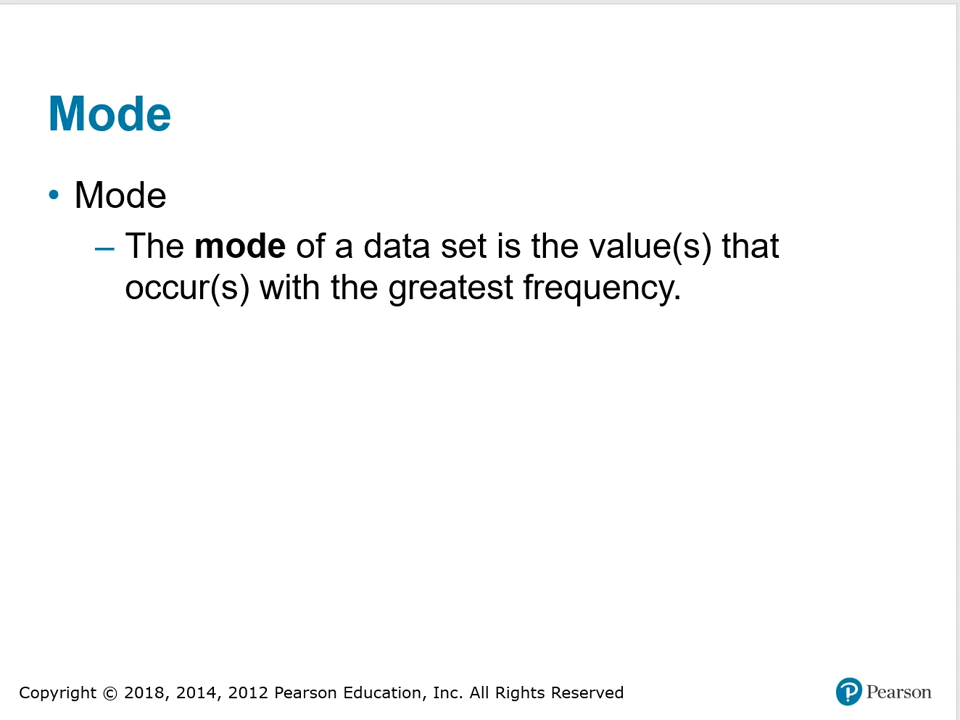 Mode
• Mode
– The mode of a data set is the value(s) that
occur(s) with the greatest frequency.
Copyright © 2018, 2014, 2012 Pearson Education, Inc. All Rights Reserved
P Pearson